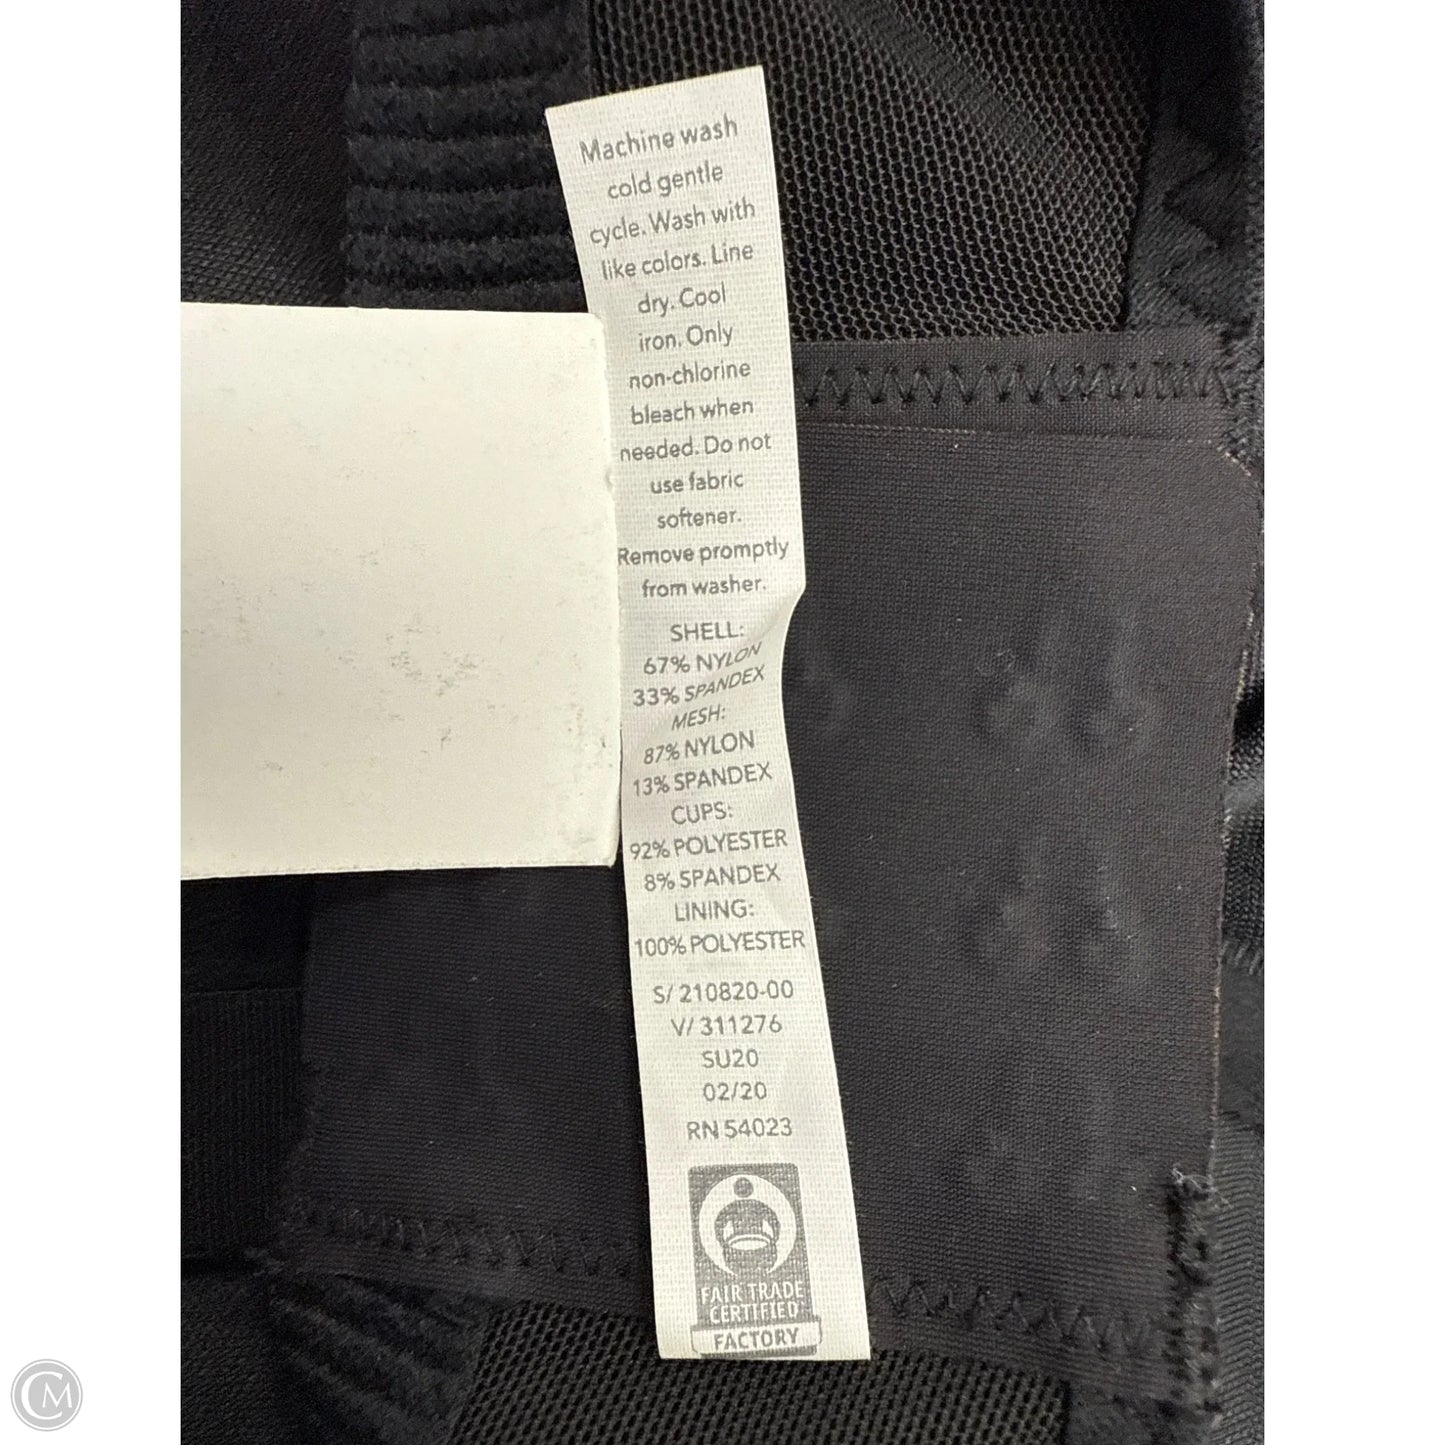 Machine wash
cold gentle
cycle. Wash with
like colors. Line
dry. Cool
iron. Only
non-chlorine
bleach when
needed. Do not
use fabric
softener.
Remove promptly
from washer.
SHELL:
67% NYLON
33% SPANDEX
MESH:
87% NYLON
13% SPANDEX
CUPS:
92% POLYESTER
8% SPANDEX
LINING:
100% POLYESTER
S/ 210820-00
V/ 311276
SU20
02/20
RN 54023
FAIR TRADE
CERTIFIED
FACTORY
CM